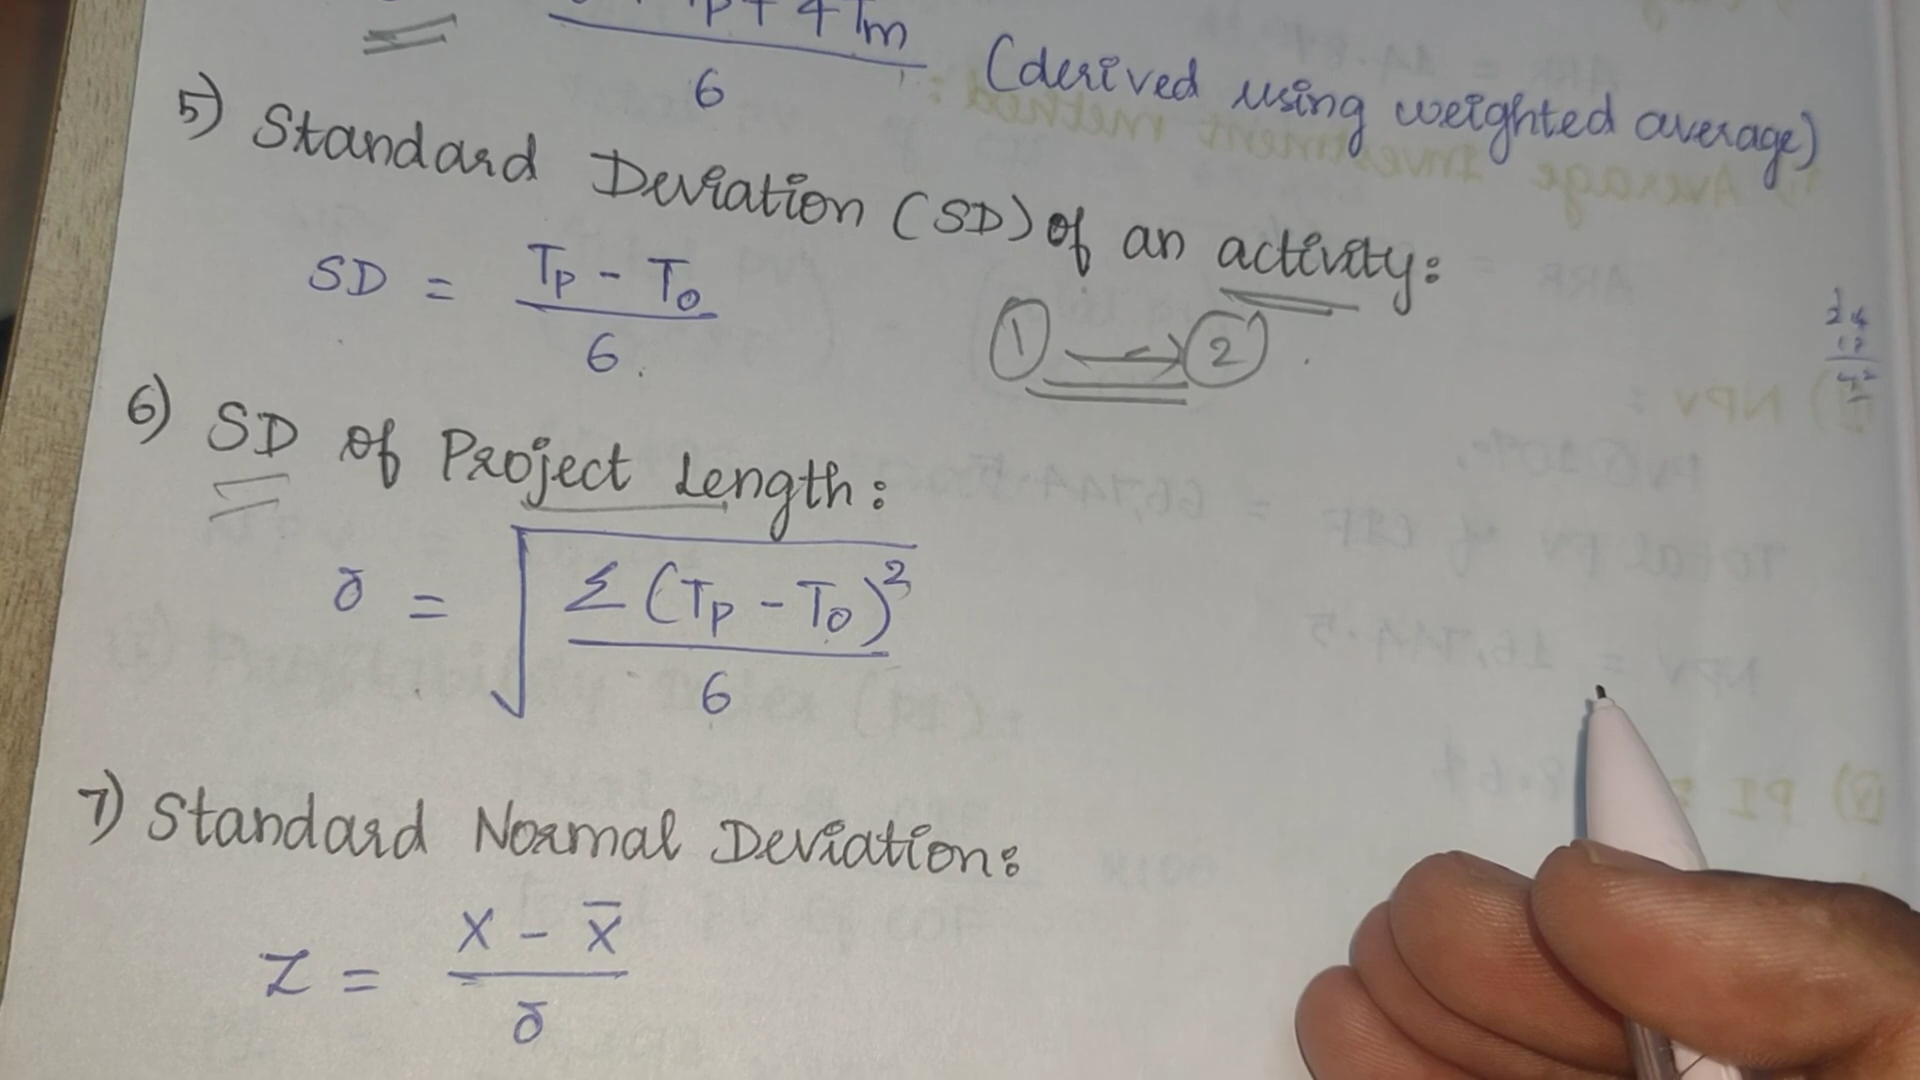 p + 4Tm
6
(derived using weighted average)
5) Standard Deviation (SD) of an activity:
SD = Tp - To
6
1 → 2
6) SD of Project Length:
σ = √ Σ (Tp - To)²
6
7) Standard Normal Deviation:
Z = X - X̄
σ